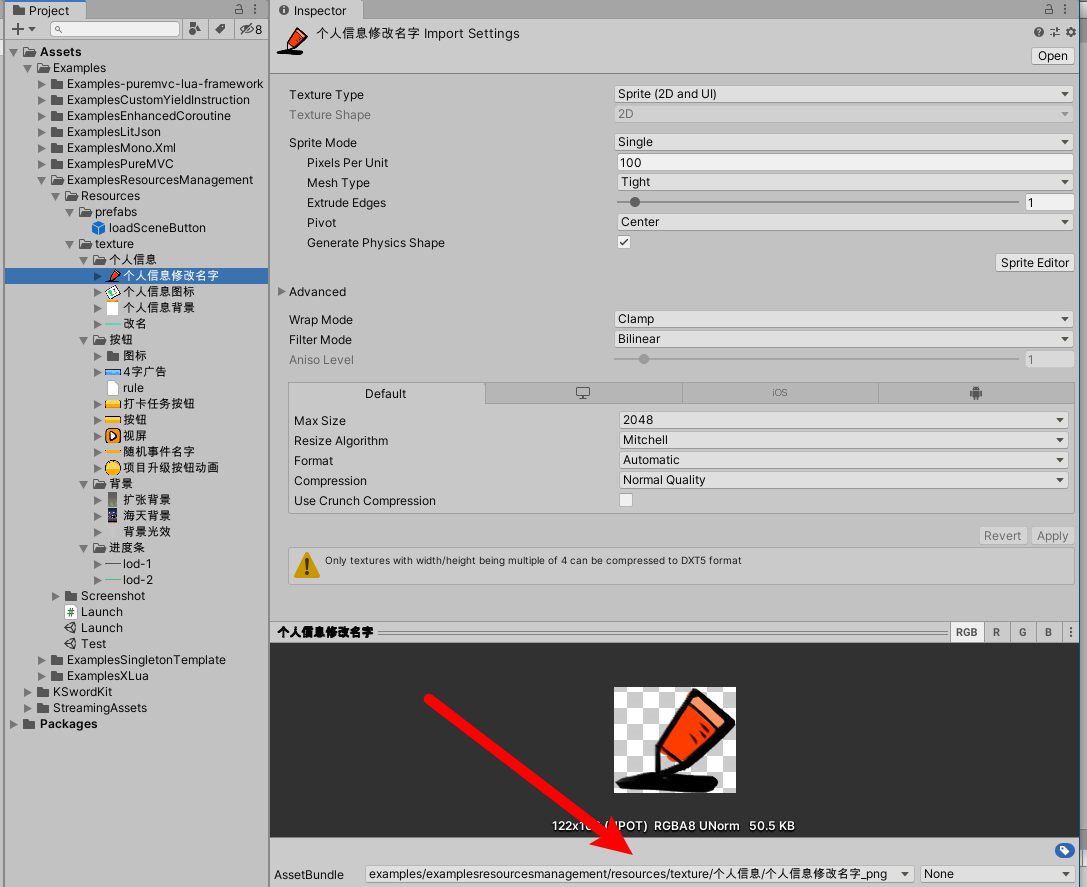 Project
8
Assets
Examples
Examples-puremvc-lua-framework
ExamplesCustomYieldInstruction
ExamplesEnhancedCoroutine
ExamplesLitJson
ExamplesMono.Xml
ExamplesPureMVC
ExamplesResourcesManagement
Resources
prefabs
loadSceneButton
texture
个人信息
个人信息修改名字
个人信息图标
个人信息背景
改名
按钮
图标
4字广告
rule
打卡任务按钮
按钮
视屏
随机事件名字
项目升级按钮动画
背景
扩张背景
海天背景
背景光效
进度条
lod-1
lod-2
Screenshot
Launch
Launch
Test
ExamplesSingletonTemplate
ExamplesXLua
KSwordKit
StreamingAssets
Packages
Inspector
个人信息修改名字 Import Settings
Open
Texture Type Sprite (2D and UI)
Texture Shape 2D
Sprite Mode Single
Pixels Per Unit 100
Mesh Type Tight
Extrude Edges 1
Pivot Center
Generate Physics Shape
Sprite Editor
Advanced
Wrap Mode Clamp
Filter Mode Bilinear
Aniso Level 1
Default iOS
Max Size 2048
Resize Algorithm Mitchell
Format Automatic
Compression Normal Quality
Use Crunch Compression
Revert Apply
Only textures with width/height being multiple of 4 can be compressed to DXT5 format
个人信息修改名字 RGB R G B
RGBA8 UNorm 50.5 KB
AssetBundle examples/examplesresourcesmanagement/resources/texture/个人信息/个人信息修改名字_png None